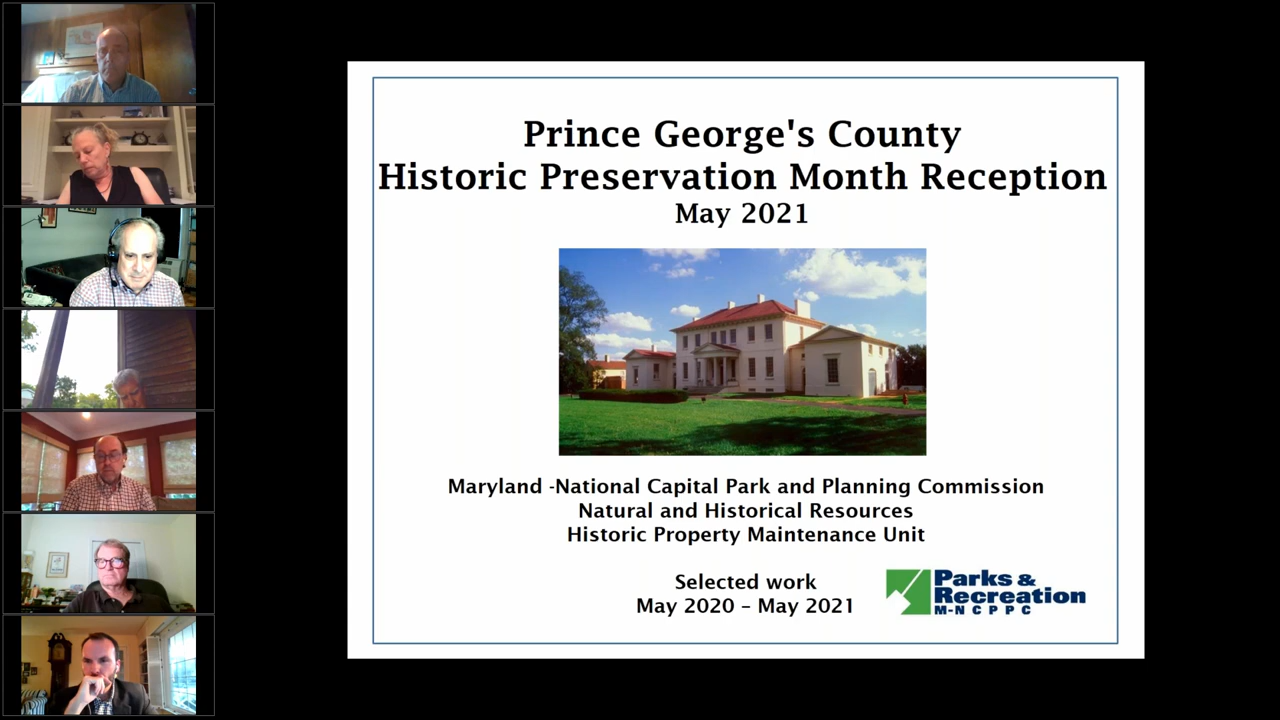 Prince George's County
Historic Preservation Month Reception
May 2021
Maryland -National Capital Park and Planning Commission
Natural and Historical Resources
Historic Property Maintenance Unit
Selected work
May 2020 – May 2021
Parks &
Recreation
M-NCPPC